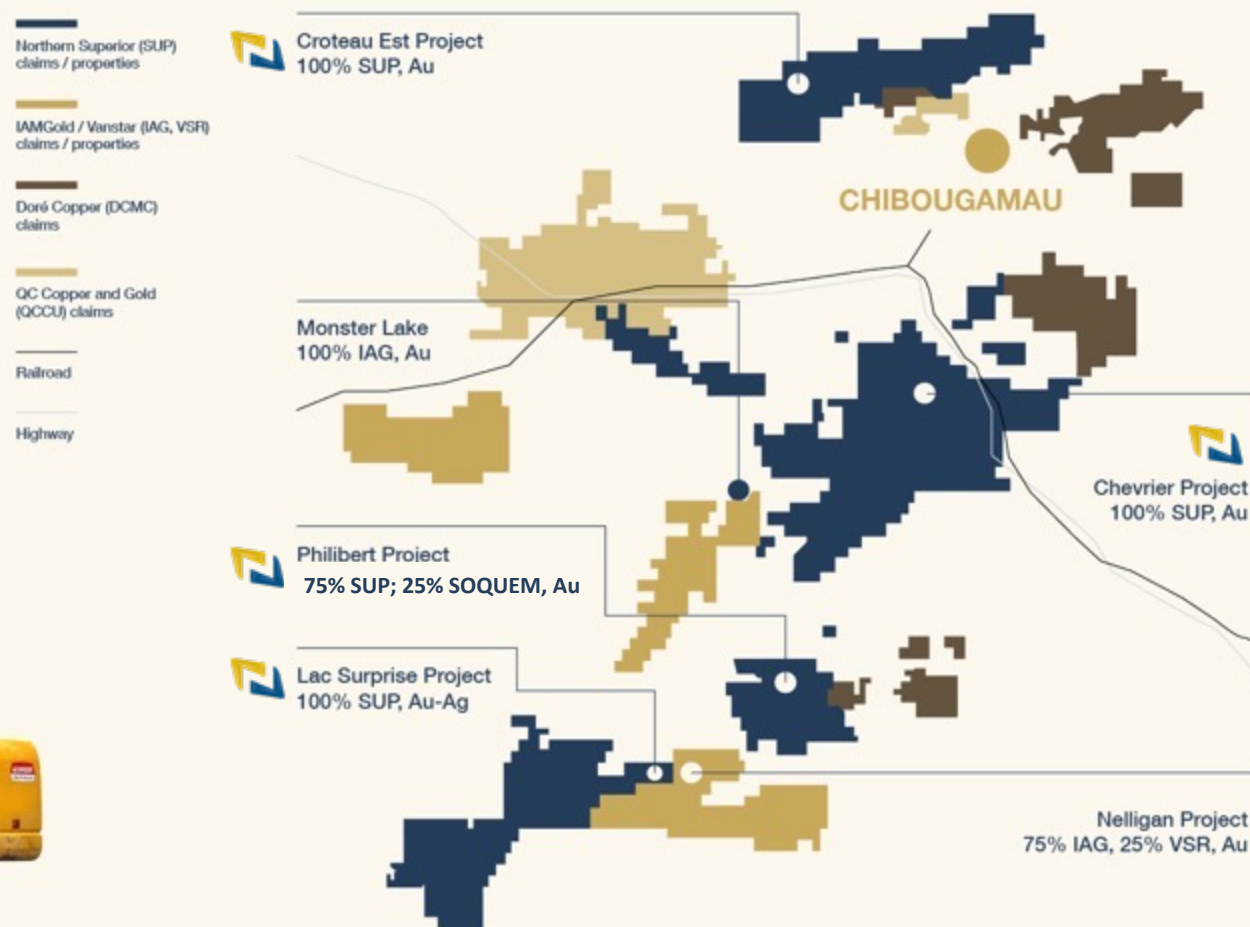 Northern Superior (SUP)
claims / properties
IAMGold / Vanstar (IAG, VSR)
claims / properties
Doré Copper (DCMC)
claims
QC Copper and Gold
(QCCU) claims
Railroad
Highway
Croteau Est Project
100% SUP, Au
CHIBOUGAMAU
Monster Lake
100% IAG, Au
Chevrier Project
100% SUP, Au
Philibert Project
75% SUP; 25% SOQUEM, Au
Lac Surprise Project
100% SUP, Au-Ag
Nelligan Project
75% IAG, 25% VSR, Au